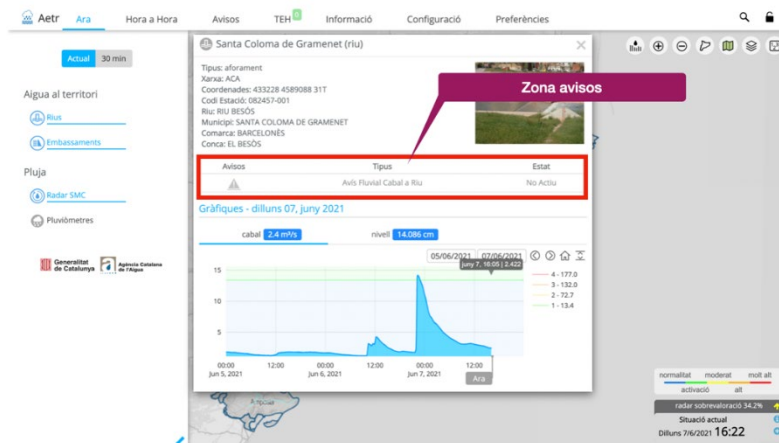 Aetr Ara Hora a Hora Avisos TEH 0 Informació Configuració Preferències
Actual 30 min
Aigua al territori
Rius
Embassaments
Pluja
Radar SMC
Pluviòmetres
Generalitat de Catalunya
Agència Catalana de l'Aigua
Santa Coloma de Gramenet (riu)
Tipus: aforament
Xarxa: ACA
Coordenades: 433228 4589088 31T
Codi Estació: 082457-001
Riu: RIU BESÒS
Municipi: SANTA COLOMA DE GRAMENET
Comarca: BARCELONÈS
Conca: EL BESÒS
Zona avisos
Avisos Tipus Estat
Avís Fluvial Cabal a Riu No Actiu
Gràfiques - dilluns 07, juny 2021
cabal 2.4 m³/s nivell 14.086 cm
05/06/2021 07/06/2021
juny 7, 16:05 | 2.422
15
10
5
4 - 177.0
3 - 132.0
2 - 72.7
1 - 13.4
00:00 12:00 00:00 12:00 00:00 12:00
Jun 5, 2021 Jun 6, 2021 Jun 7, 2021
Ara
normalitat moderat molt alt
activació alt
radar sobrevaloració 34.2%
Situació actual
Dilluns 7/6/2021 16:22